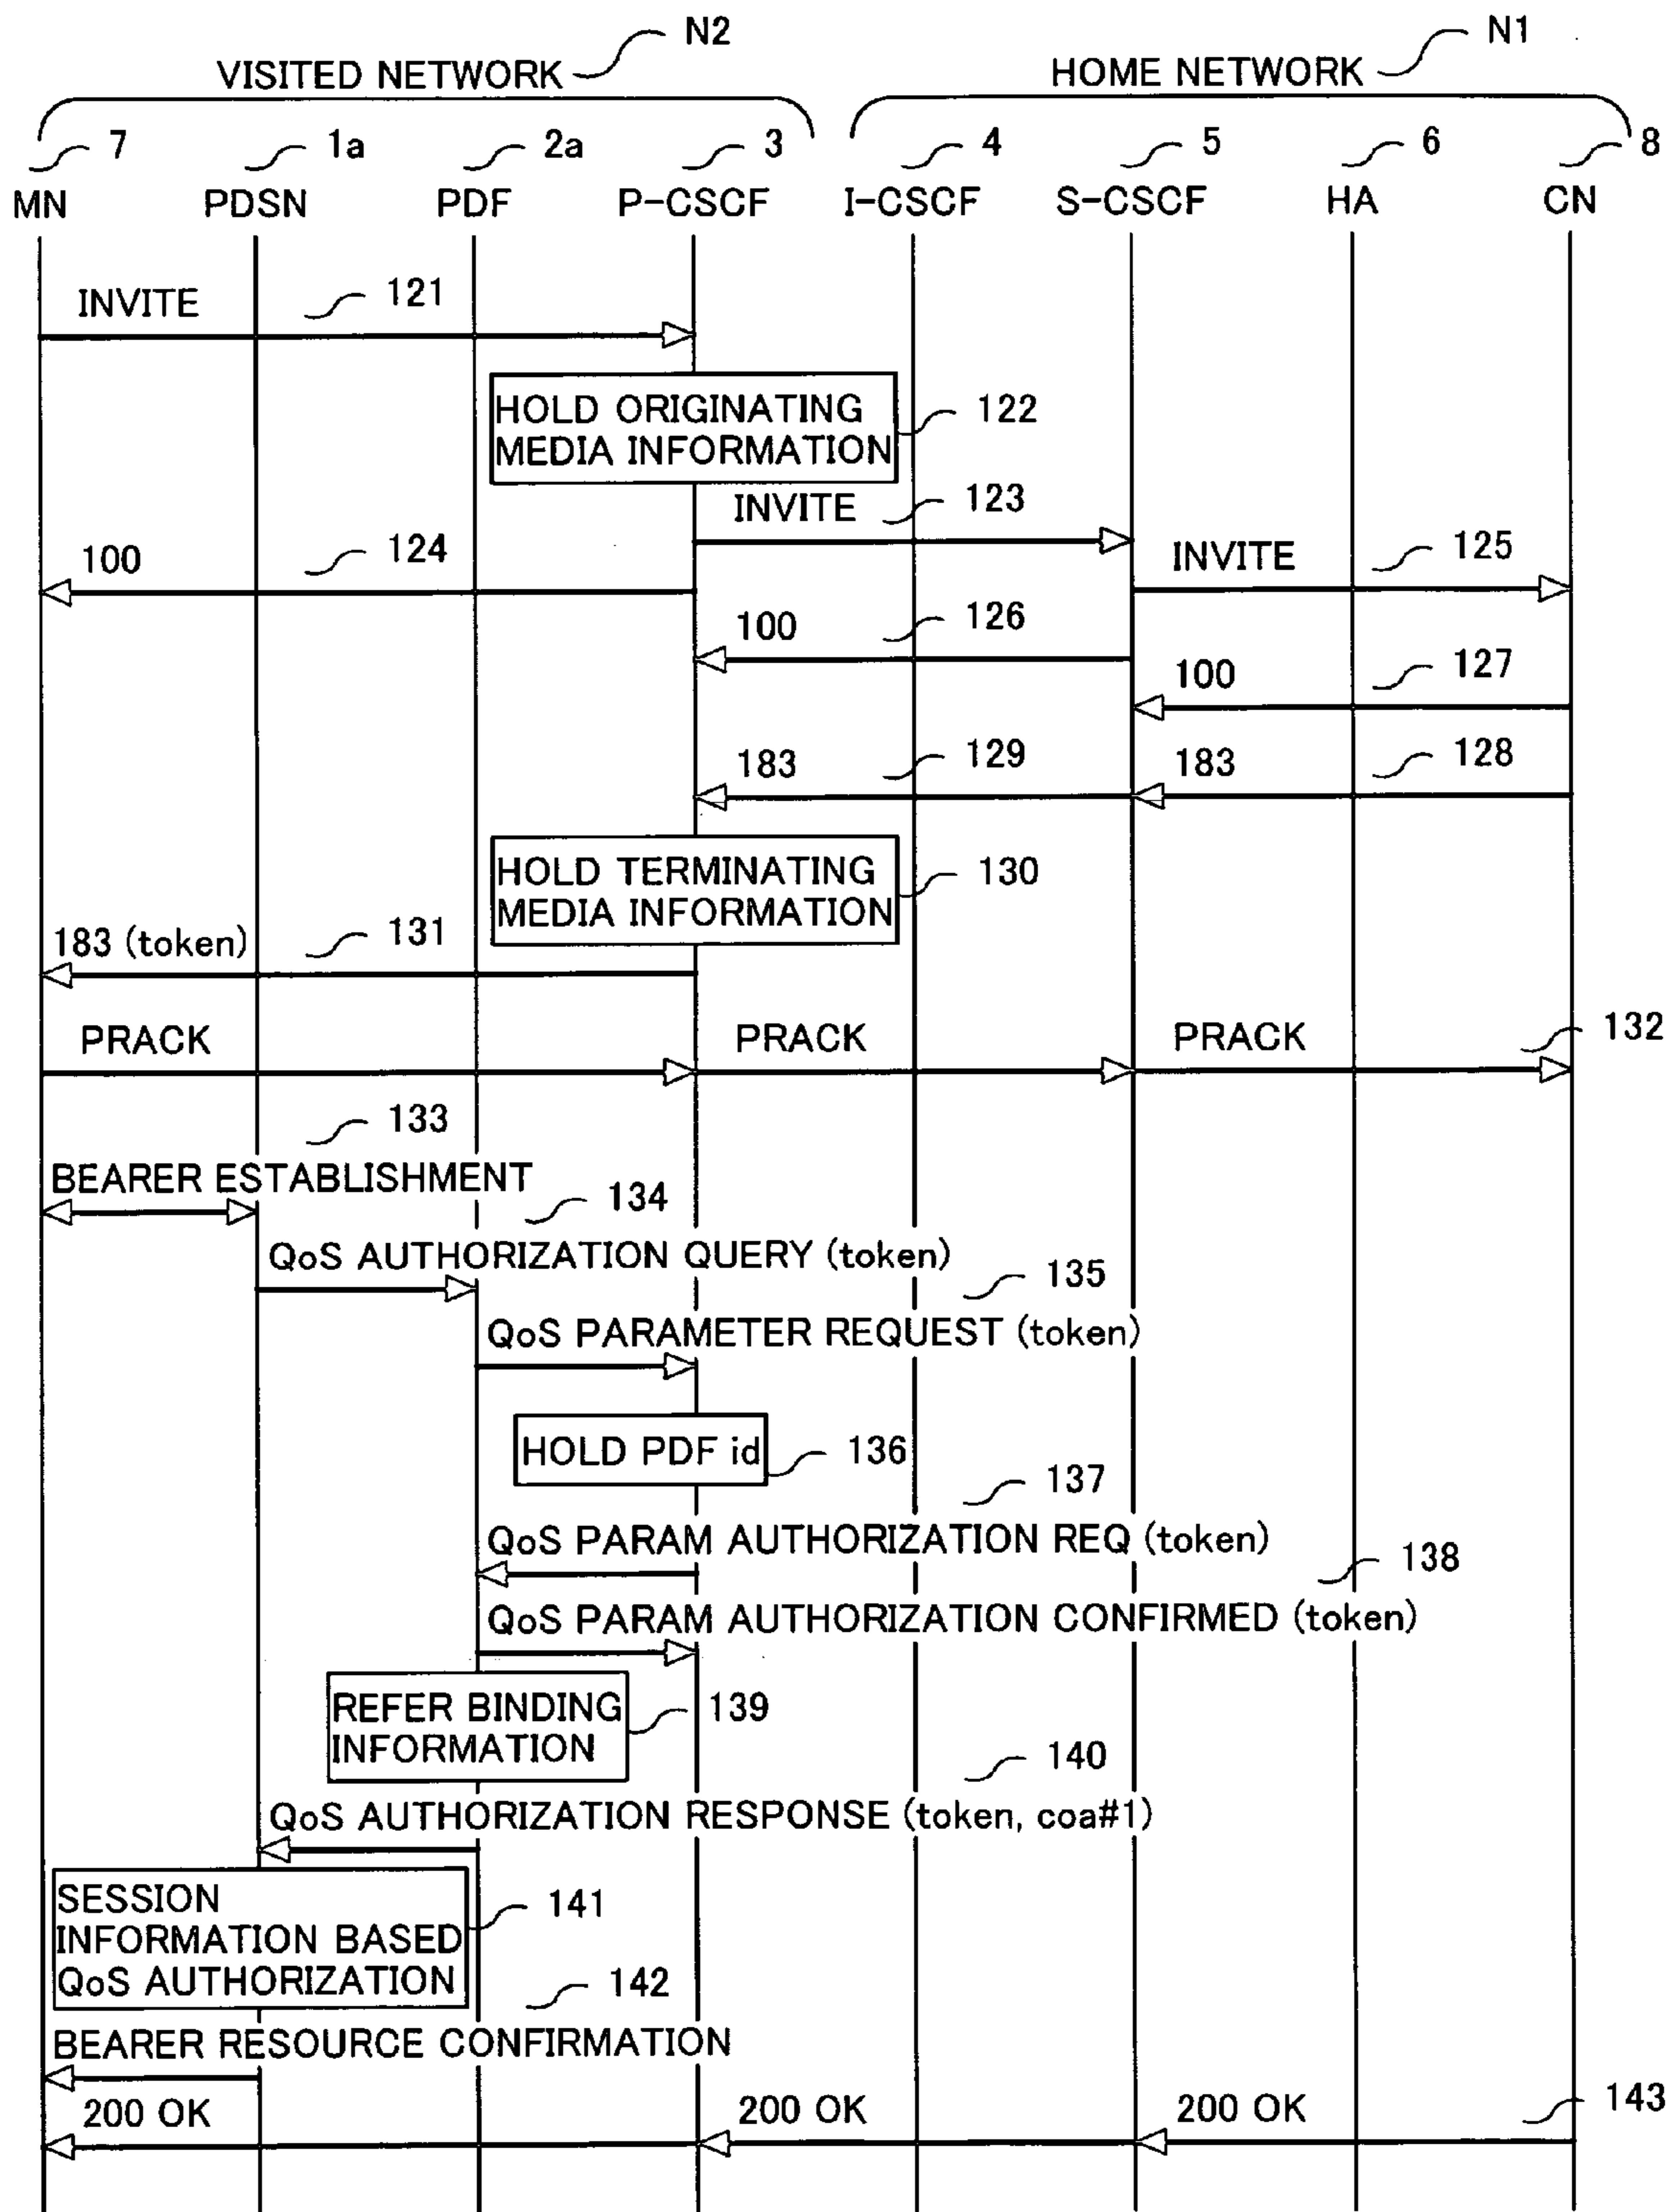 N2
N1
VISITED NETWORK
HOME NETWORK
7
1a
2a
3
4
5
6
8
MN
PDSN
PDF
P-CSCF
I-CSCF
S-CSCF
HA
CN
INVITE
121
HOLD ORIGINATING
MEDIA INFORMATION
122
INVITE
123
100
124
INVITE
125
100
126
100
127
183
129
183
128
HOLD TERMINATING
MEDIA INFORMATION
130
183 (token)
131
PRACK
PRACK
PRACK
132
133
BEARER ESTABLISHMENT
134
QoS AUTHORIZATION QUERY (token)
135
QoS PARAMETER REQUEST (token)
HOLD PDF id
136
137
QoS PARAM AUTHORIZATION REQ (token)
138
QoS PARAM AUTHORIZATION CONFIRMED (token)
REFER BINDING
INFORMATION
139
140
QoS AUTHORIZATION RESPONSE (token, coa#1)
SESSION
INFORMATION BASED
QoS AUTHORIZATION
141
142
BEARER RESOURCE CONFIRMATION
200 OK
200 OK
200 OK
143